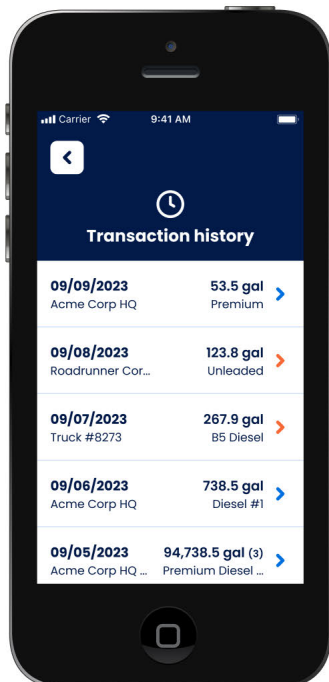 Carrier 9:41 AM
Transaction history
09/09/2023 53.5 gal
Acme Corp HQ Premium
09/08/2023 123.8 gal
Roadrunner Cor... Unleaded
09/07/2023 267.9 gal
Truck #8273 B5 Diesel
09/06/2023 738.5 gal
Acme Corp HQ Diesel #1
09/05/2023 94,738.5 gal (3)
Acme Corp HQ ... Premium Diesel ...